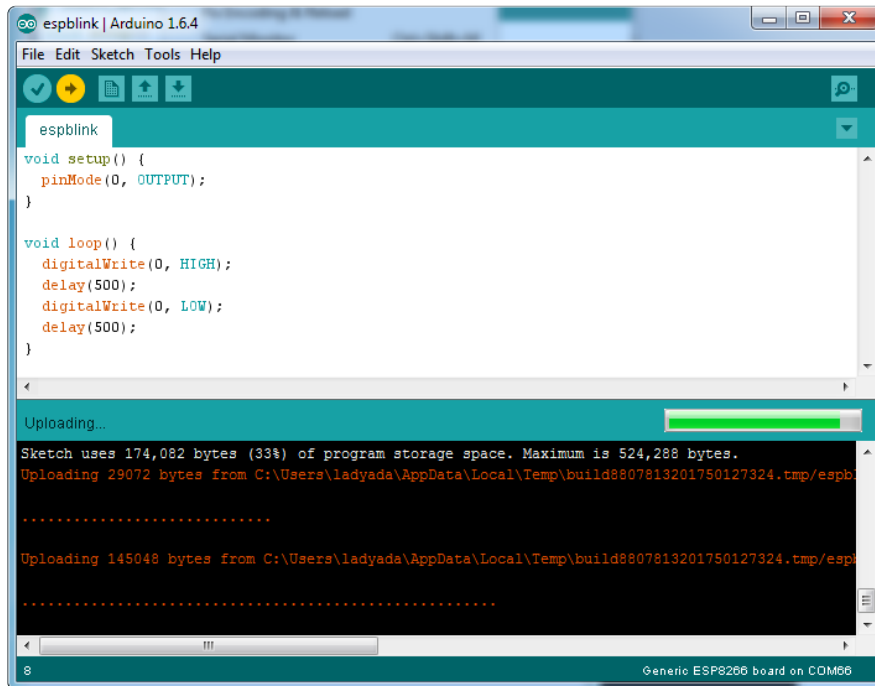 espblink | Arduino 1.6.4
File Edit Sketch Tools Help
espblink
void setup() {
  pinMode(0, OUTPUT);
}
void loop() {
  digitalWrite(0, HIGH);
  delay(500);
  digitalWrite(0, LOW);
  delay(500);
}
Uploading...
Sketch uses 174,082 bytes (33%) of program storage space. Maximum is 524,288 bytes.
Uploading 29072 bytes from C:\Users\ladyada\AppData\Local\Temp\build8807813201750127324.tmp/espbl
.............................
Uploading 145048 bytes from C:\Users\ladyada\AppData\Local\Temp\build8807813201750127324.tmp/espb
.......................................................
8
Generic ESP8266 board on COM66